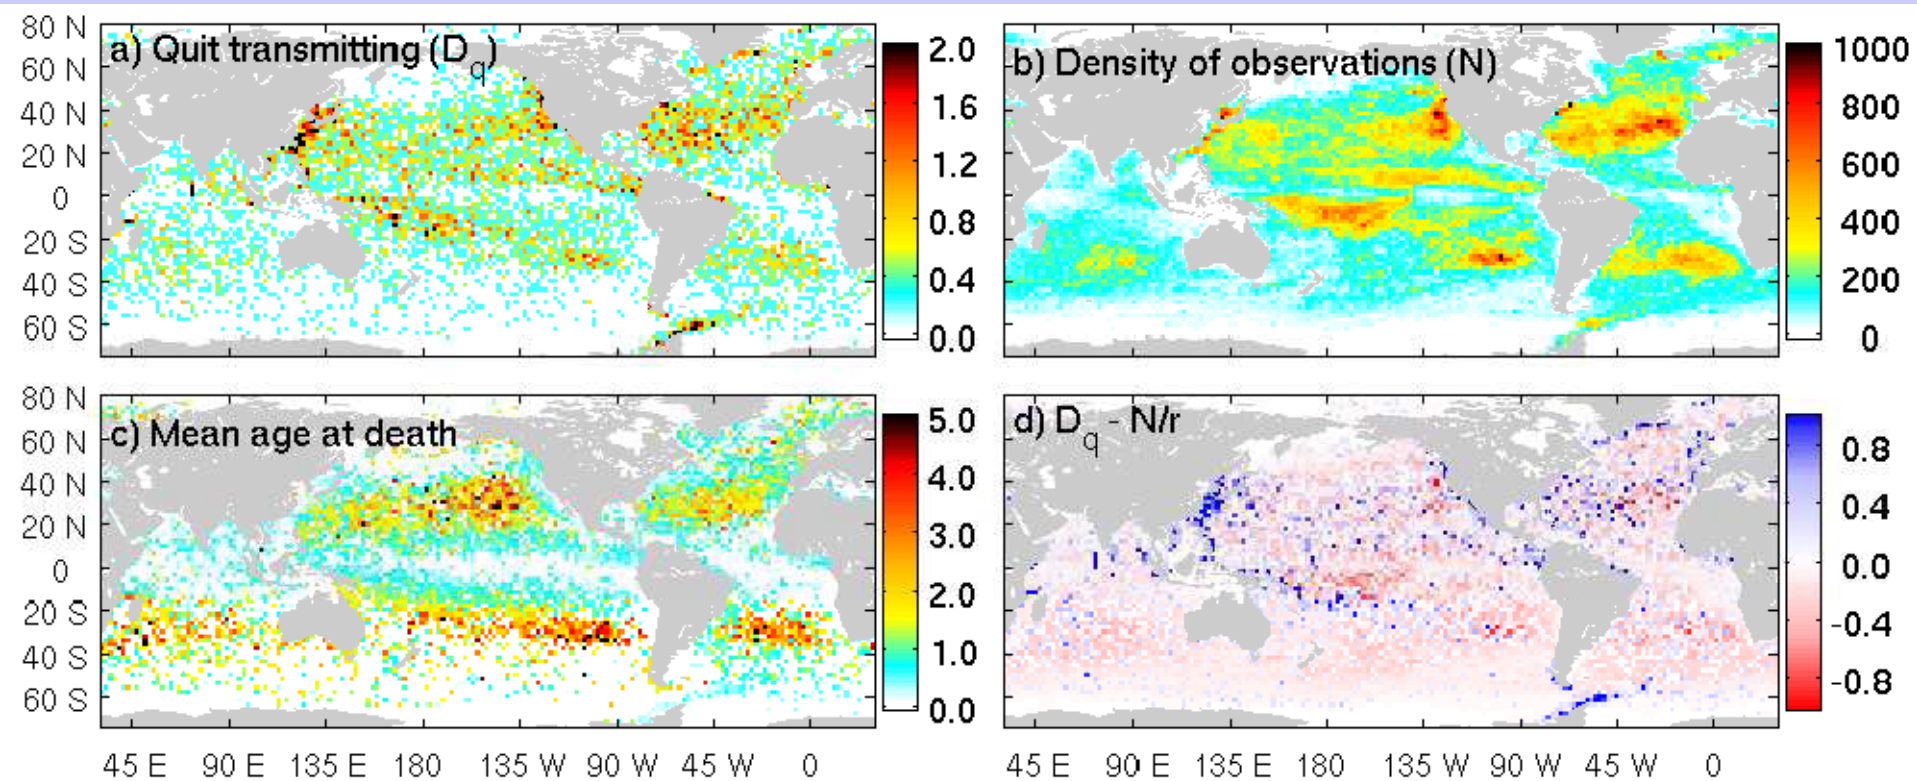 a) Quit transmitting (Dq)
80 N
60 N
40 N
20 N
0
20 S
40 S
60 S
2.0
1.6
1.2
0.8
0.4
0.0
b) Density of observations (N)
1000
800
600
400
200
0
c) Mean age at death
80 N
60 N
40 N
20 N
0
20 S
40 S
60 S
45 E 90 E 135 E 180 135 W 90 W 45 W 0
5.0
4.0
3.0
2.0
1.0
0.0
d) Dq - N/r
0.8
0.4
0.0
-0.4
-0.8
45 E 90 E 135 E 180 135 W 90 W 45 W 0